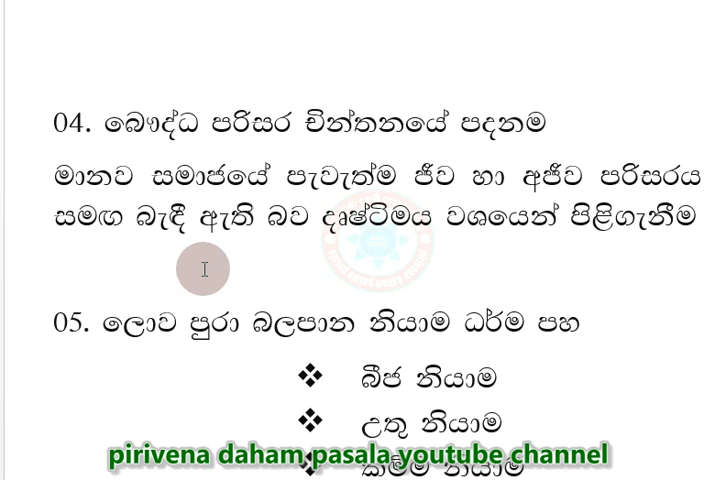 04. බෞද්ධ පරිසර චින්තනයේ පදනම
මානව සමාජයේ පැවැත්ම ජීව හා අජීව පරිසරය
සමඟ බැඳී ඇති බව දෘෂ්ටිමය වශයෙන් පිළිගැනීම
05. ලොව පුරා බලපාන නියාම ධර්ම පහ
❖ බීජ නියාම
❖ උතු නියාම
❖ කම්ම නියාම
pirivena daham pasala youtube channel